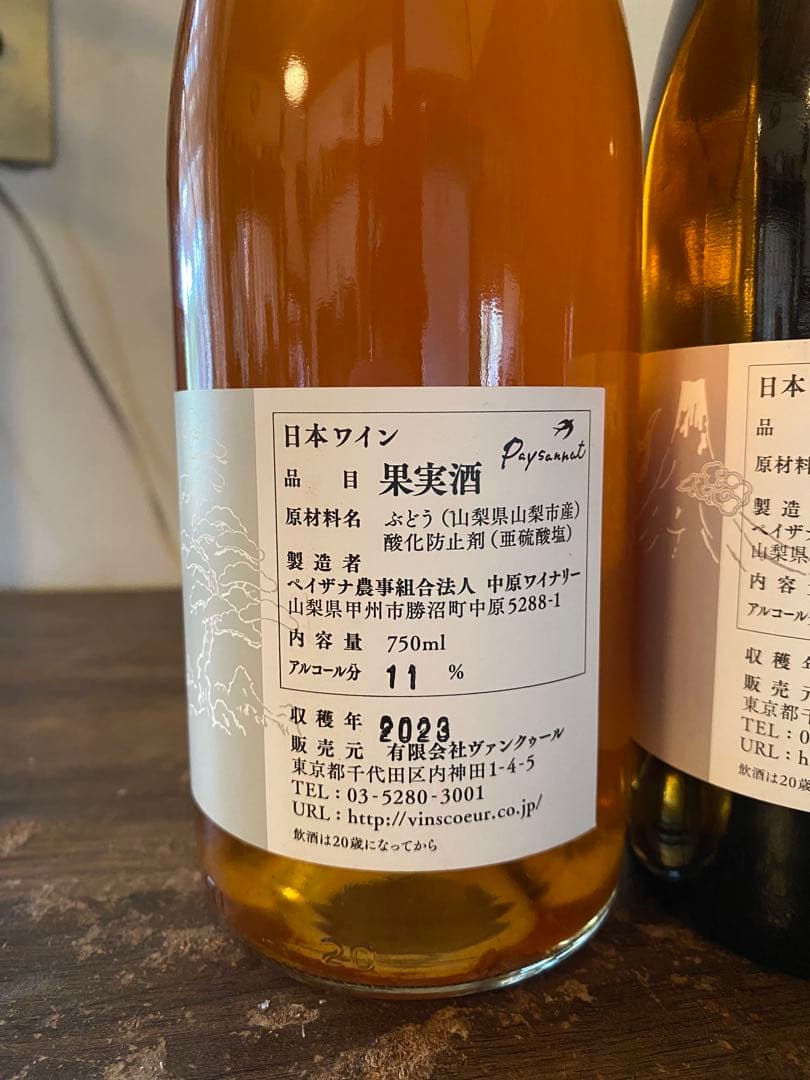 日本ワイン
Paysannat
品目 果実酒
原材料名 ぶどう（山梨県山梨市産）
酸化防止剤（亜硫酸塩）
製造者
ペイザナ農事組合法人 中原ワイナリー
山梨県甲州市勝沼町中原5288-1
内容量 750ml
アルコール分 11 %
収穫年 2023
販売元 有限会社ヴァンクゥール
東京都千代田区内神田1-4-5
TEL：03-5280-3001
URL：http://vinscoeur.co.jp/
飲酒は20歳になってから
20
日本
品
原材料
製造
ペイザナ
山梨県
内容
アルコール
収穫年
販売元
東京都千
TEL：0
URL：h
飲酒は20歳